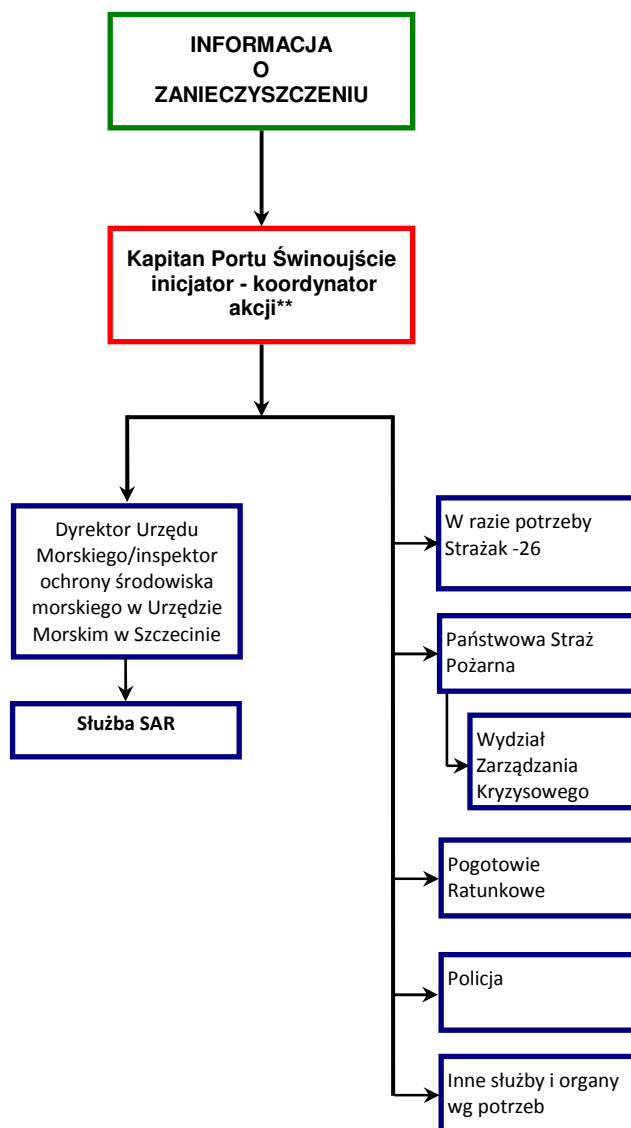 INFORMACJA
O
ZANIECZYSZCZENIU
Kapitan Portu Świnoujście
inicjator - koordynator
akcji**
Dyrektor Urzędu
Morskiego/inspektor
ochrony środowiska
morskiego w Urzędzie
Morskim w Szczecinie
Służba SAR
W razie potrzeby
Strażak -26
Państwowa Straż
Pożarna
Wydział
Zarządzania
Kryzysowego
Pogotowie
Ratunkowe
Policja
Inne służby i organy
wg potrzeb